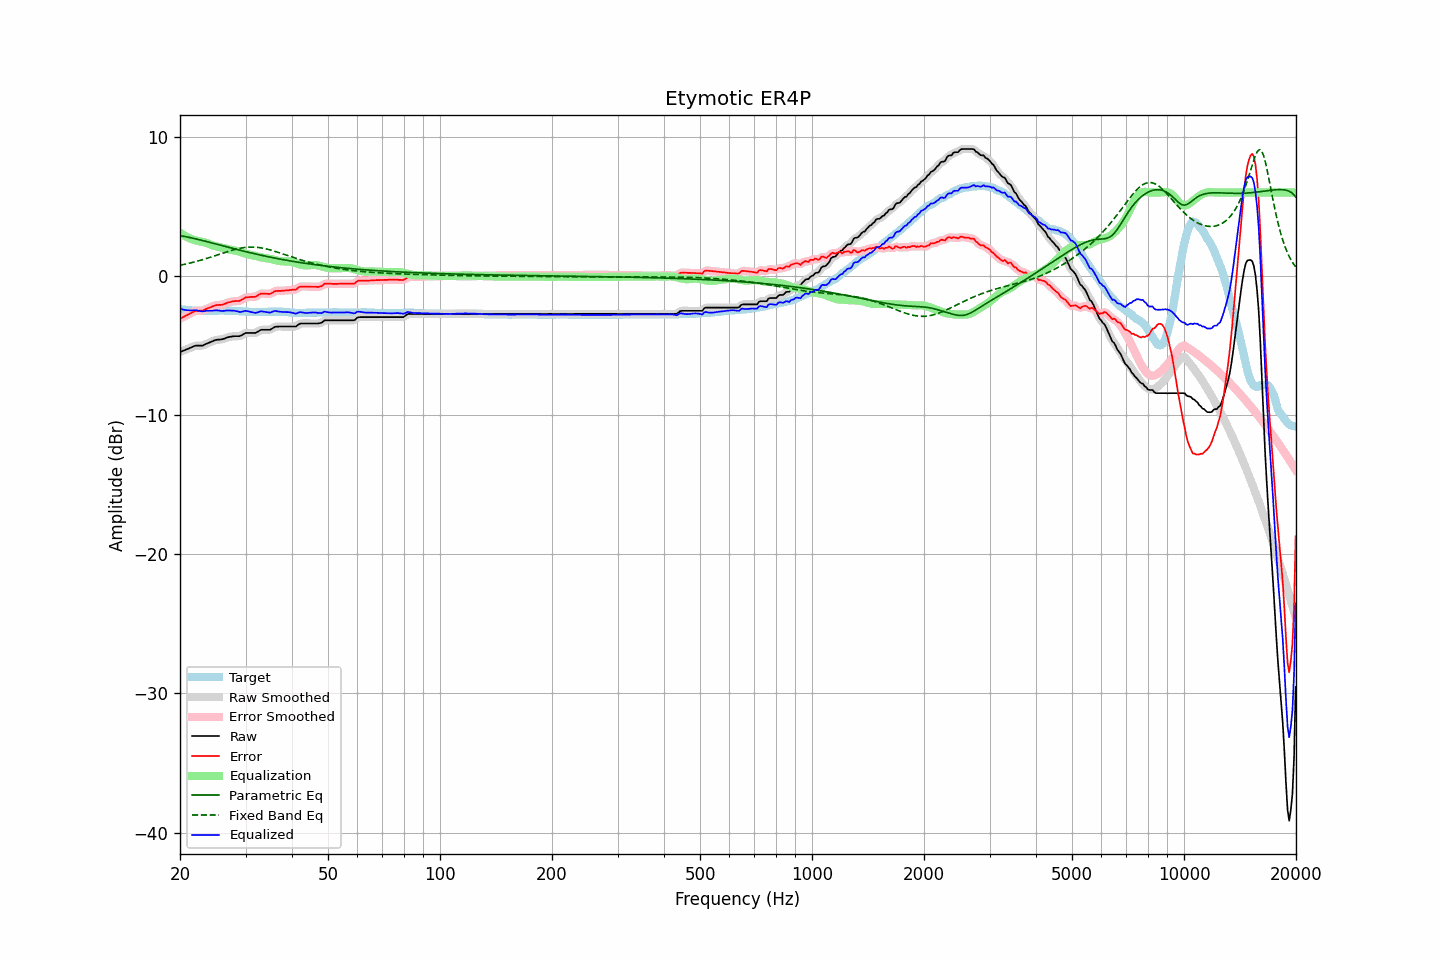 Etymotic ER4P
10
0
−10
−20
−30
−40
Amplitude (dBr)
Target
Raw Smoothed
Error Smoothed
Raw
Error
Equalization
Parametric Eq
Fixed Band Eq
Equalized
20 50 100 200 500 1000 2000 5000 10000 20000
Frequency (Hz)